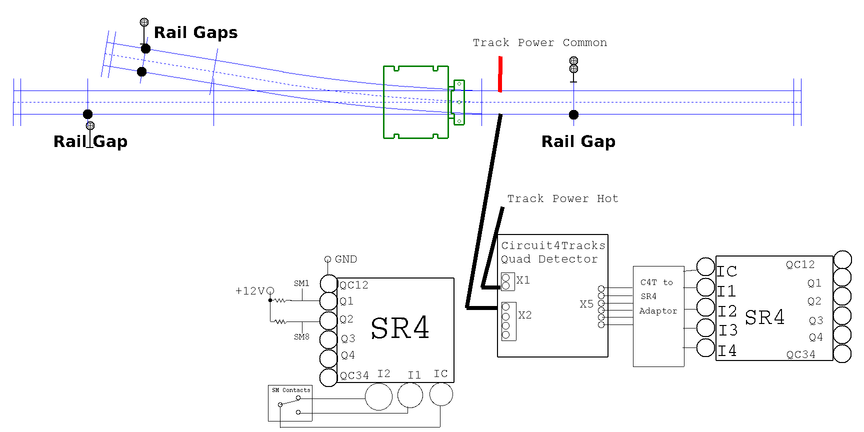 Rail Gaps
Track Power Common
Rail Gap
Rail Gap
Track Power Hot
Circuit4Tracks
Quad Detector
X1
X2
X5
C4T to
SR4
Adaptor
IC
I1
I2
I3
I4
SR4
QC12
Q1
Q2
Q3
Q4
QC34
GND
+12V
SM1
SM8
QC12
Q1
Q2
Q3
Q4
QC34
SR4
I2
I1
IC
SM Contacts